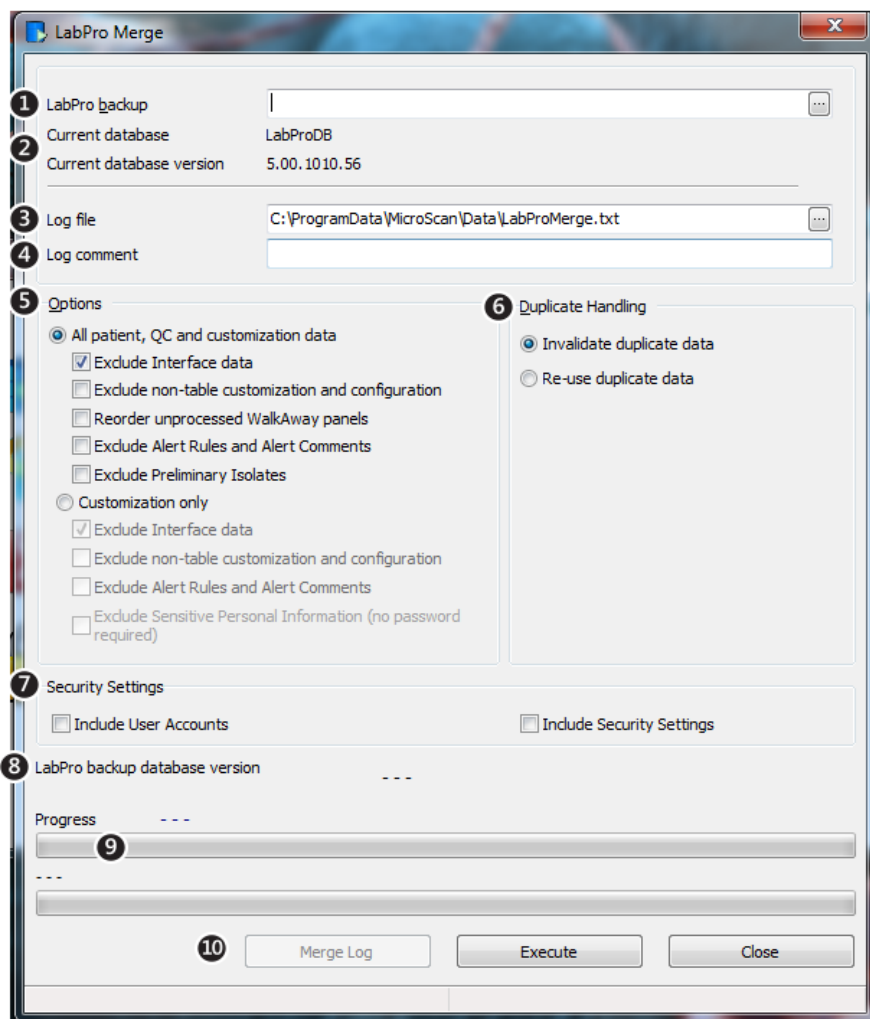 LabPro Merge
1 LabPro backup ...
Current database LabProDB
2
Current database version 5.00.1010.56
3 Log file C:\ProgramData\MicroScan\Data\LabProMerge.txt ...
4 Log comment
5 Options
All patient, QC and customization data
Exclude Interface data
Exclude non-table customization and configuration
Reorder unprocessed WalkAway panels
Exclude Alert Rules and Alert Comments
Exclude Preliminary Isolates
Customization only
Exclude Interface data
Exclude non-table customization and configuration
Exclude Alert Rules and Alert Comments
Exclude Sensitive Personal Information (no password
required)
6 Duplicate Handling
Invalidate duplicate data
Re-use duplicate data
7 Security Settings
Include User Accounts Include Security Settings
8 LabPro backup database version ---
Progress ---
9
---
10 Merge Log Execute Close